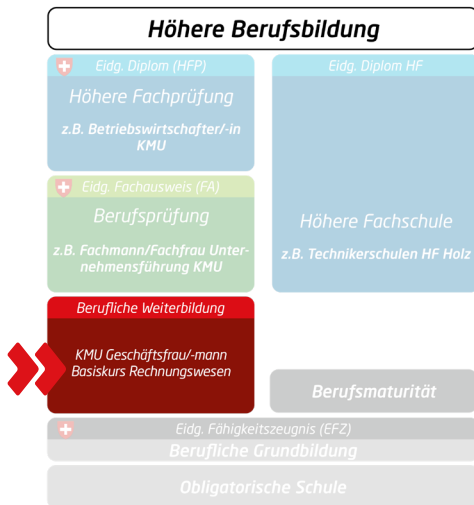 Höhere Berufsbildung
Eidg. Diplom (HFP)
Höhere Fachprüfung
z.B. Betriebswirtschafter/-in
KMU
Eidg. Diplom HF
Höhere Fachschule
z.B. Technikerschulen HF Holz
Eidg. Fachausweis (FA)
Berufsprüfung
z.B. Fachmann/Fachfrau Unter-
nehmensführung KMU
Berufliche Weiterbildung
KMU Geschäftsfrau/-mann
Basiskurs Rechnungswesen
Berufsmaturität
Eidg. Fähigkeitszeugnis (EFZ)
Berufliche Grundbildung
Obligatorische Schule